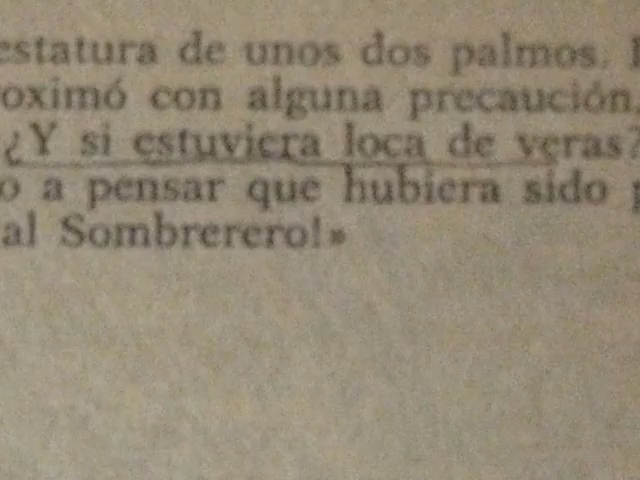 estatura de unos dos palmos.
oximó con alguna precaución,
¿Y si estuviera loca de veras?
o a pensar que hubiera sido
al Sombrerero!»